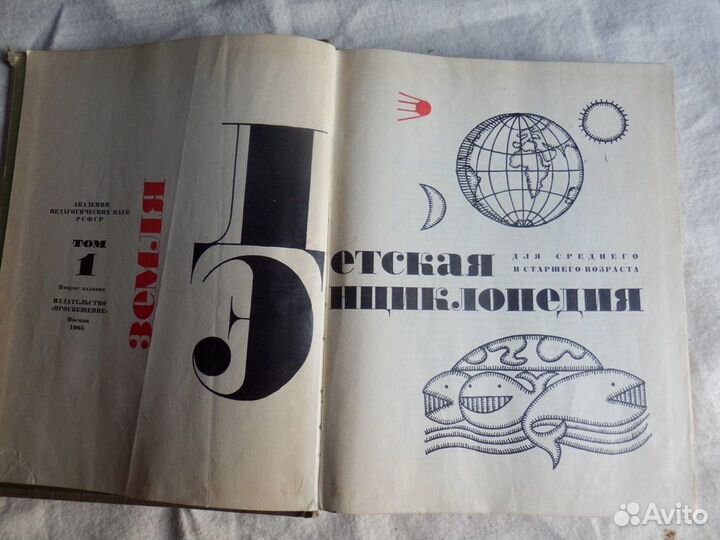 АКАДЕМИЯ
ПЕДАГОГИЧЕСКИХ НАУК
РСФСР
ТОМ
1
Второе издание
ИЗДАТЕЛЬСТВО
«ПРОСВЕЩЕНИЕ»
Москва
1965
земля
Детская
Энциклопедия
ДЛЯ СРЕДНЕГО
И СТАРШЕГО ВОЗРАСТА
Avito